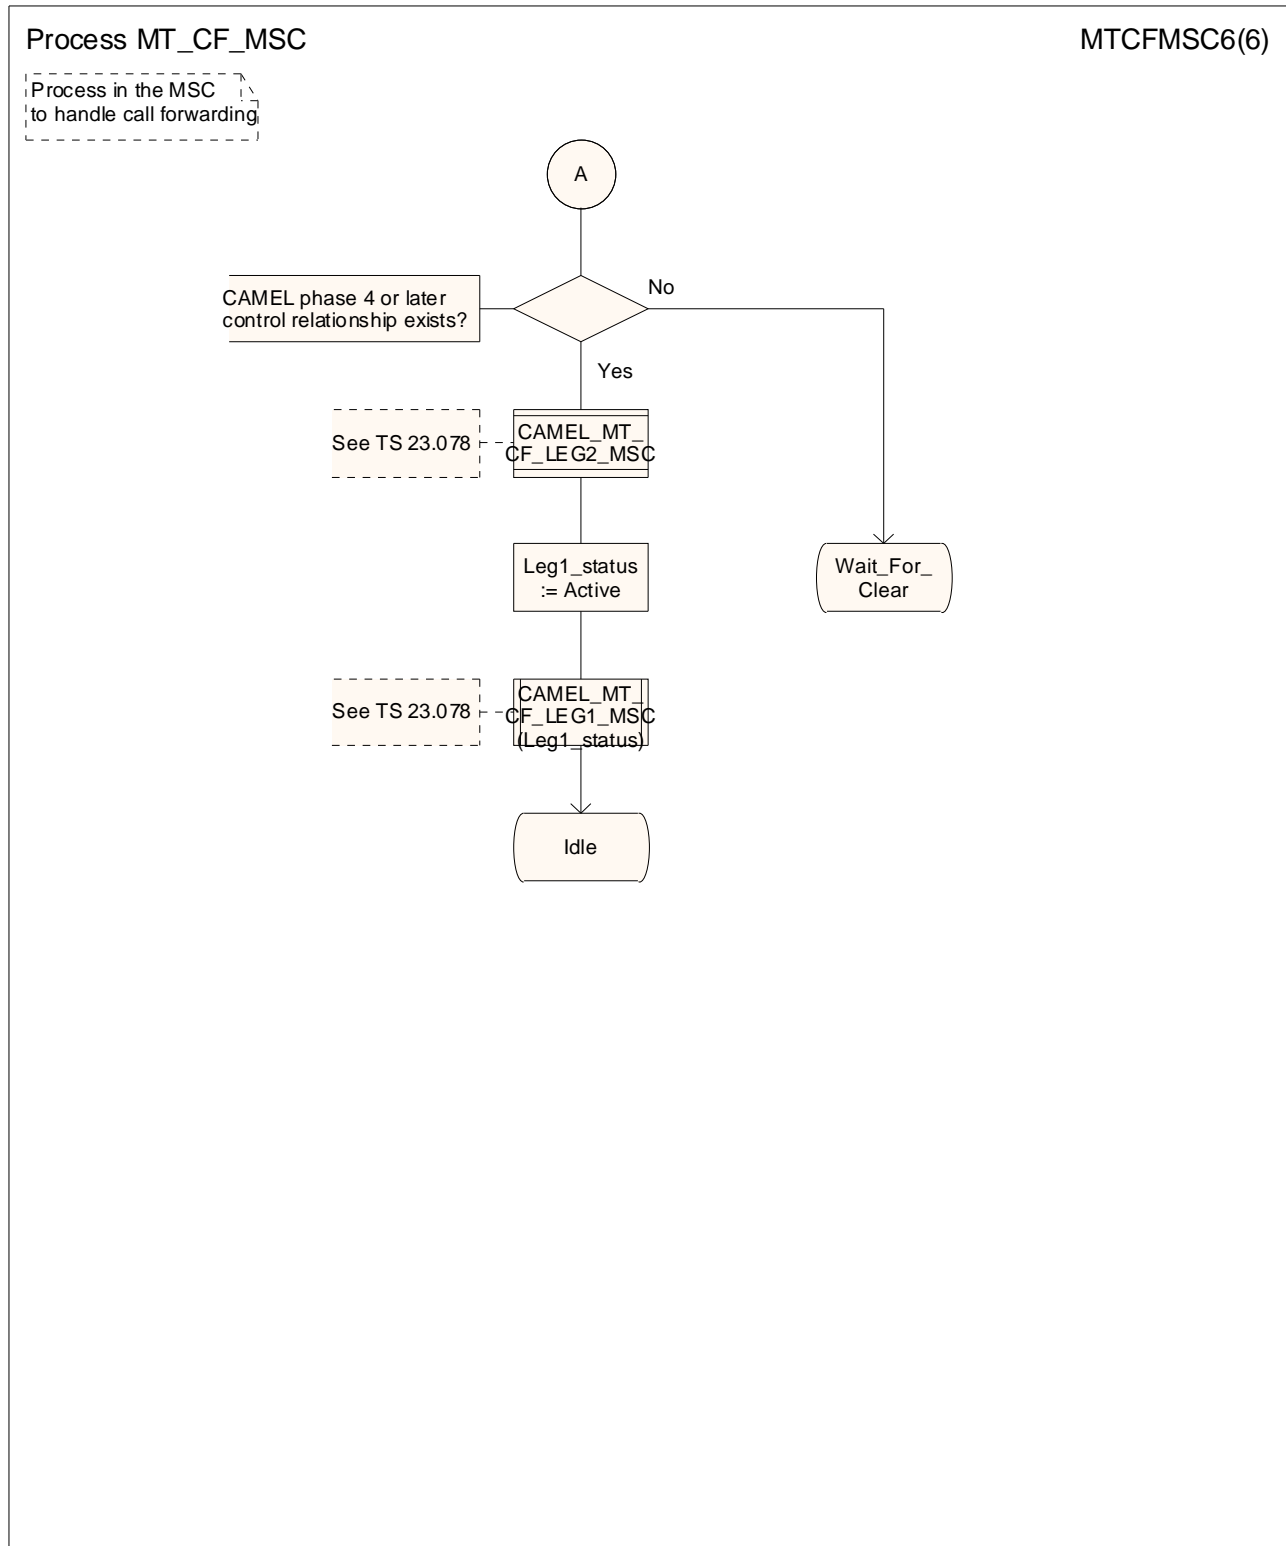 Process MT_CF_MSC
MTCFMSC6(6)
Process in the MSC
to handle call forwarding
A
CAMEL phase 4 or later
control relationship exists?
No
Yes
See TS 23.078
CAMEL_MT_
CF_LEG2_MSC
Leg1_status
:= Active
Wait_For_
Clear
See TS 23.078
CAMEL_MT_
CF_LEG1_MSC
(Leg1_status)
Idle